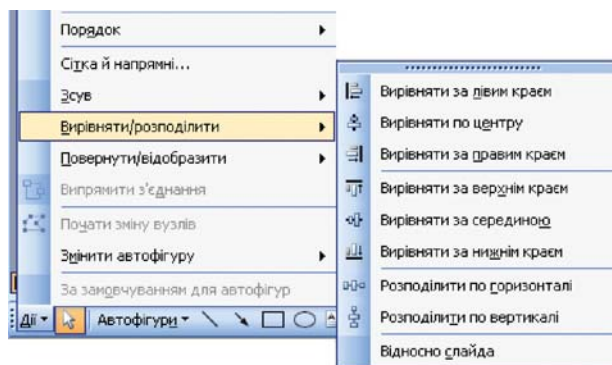 Порядок
Сітка й напрямні...
Зсув
Вирівняти/розподілити
Повернути/відобразити
Випрямити з'єднання
Почати зміну вузлів
Змінити автофігуру
За замовчуванням для автофігур
Дії
Автофігури
Вирівняти за лівим краєм
Вирівняти по центру
Вирівняти за правим краєм
Вирівняти за верхнім краєм
Вирівняти за серединою
Вирівняти за нижнім краєм
Розподілити по горизонталі
Розподілити по вертикалі
Відносно слайда